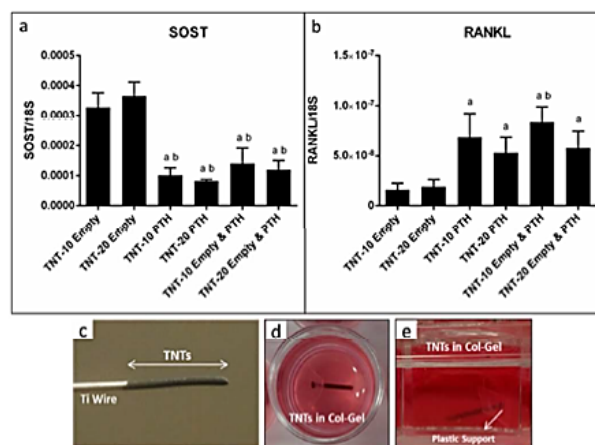 a
SOST
SOST/18S
0.0005
0.0004
0.0003
0.0002
0.0001
0.0000
a b
a b
a b
a b
TNT-10 Empty
TNT-20 Empty
TNT-10 PTH
TNT-20 PTH
TNT-10 Empty & PTH
TNT-20 Empty & PTH
b
RANKL
RANKL/18S
1.5×10⁻⁷
1.0×10⁻⁷
5.0×10⁻⁸
0
a
a
a b
a
TNT-10 Empty
TNT-20 Empty
TNT-10 PTH
TNT-20 PTH
TNT-10 Empty & PTH
TNT-20 Empty & PTH
c
TNTs
Ti Wire
d
TNTs in Col-Gel
e
TNTs in Col-Gel
Plastic Support